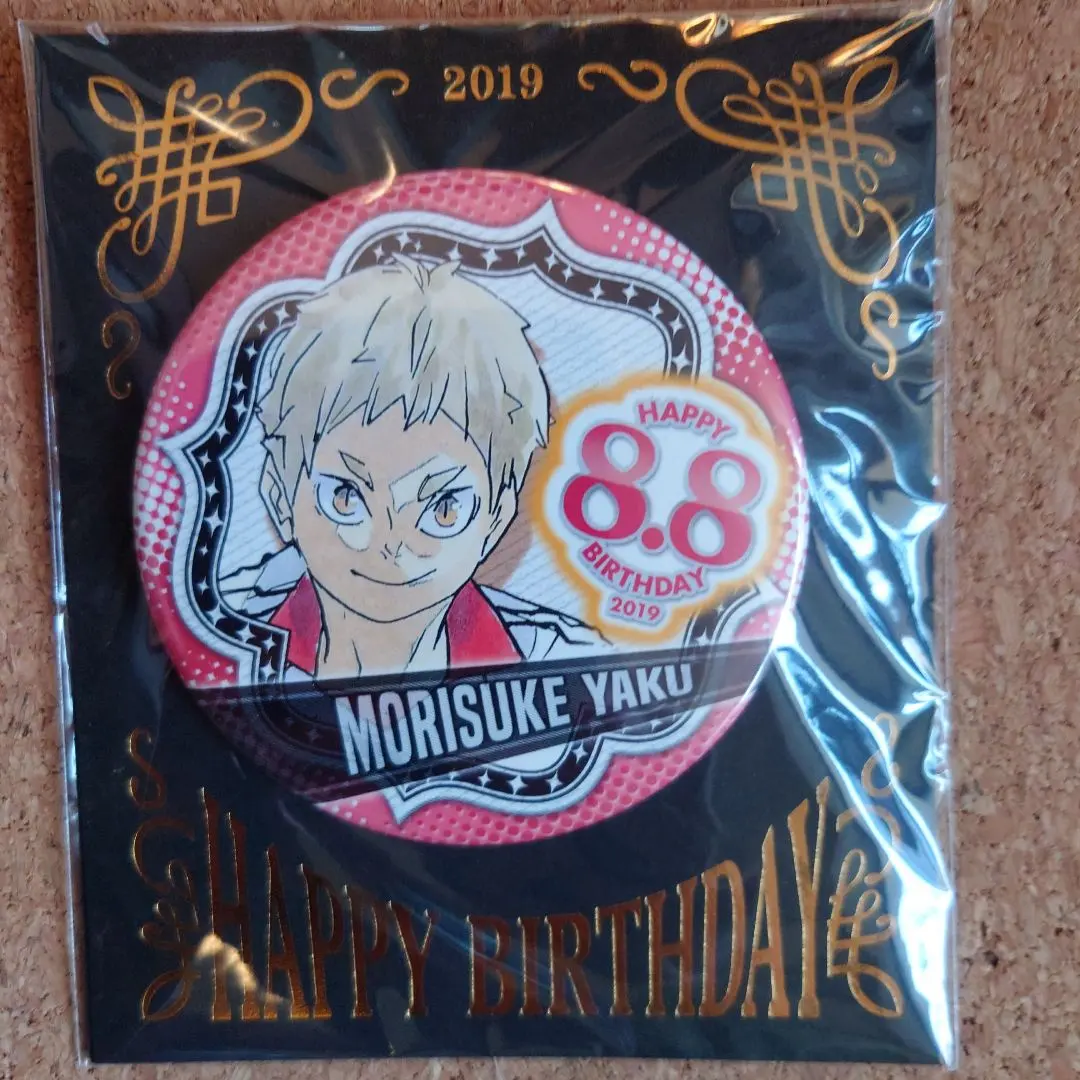 2019
HAPPY
8.8
BIRTHDAY
2019
MORISUKE YAKU
HAPPY BIRTHDAY